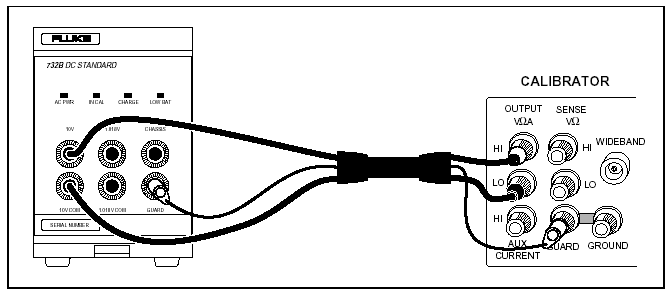 FLUKE
732B DC STANDARD
AC PWR IN CAL CHARGE LOW BAT
10V 1.018V CHASSIS
10V COM 1.018V COM GUARD
SERIAL NUMBER
CALIBRATOR
OUTPUT SENSE
VΩA VΩ
HI HI WIDEBAND
LO LO
HI
AUX GUARD GROUND
CURRENT